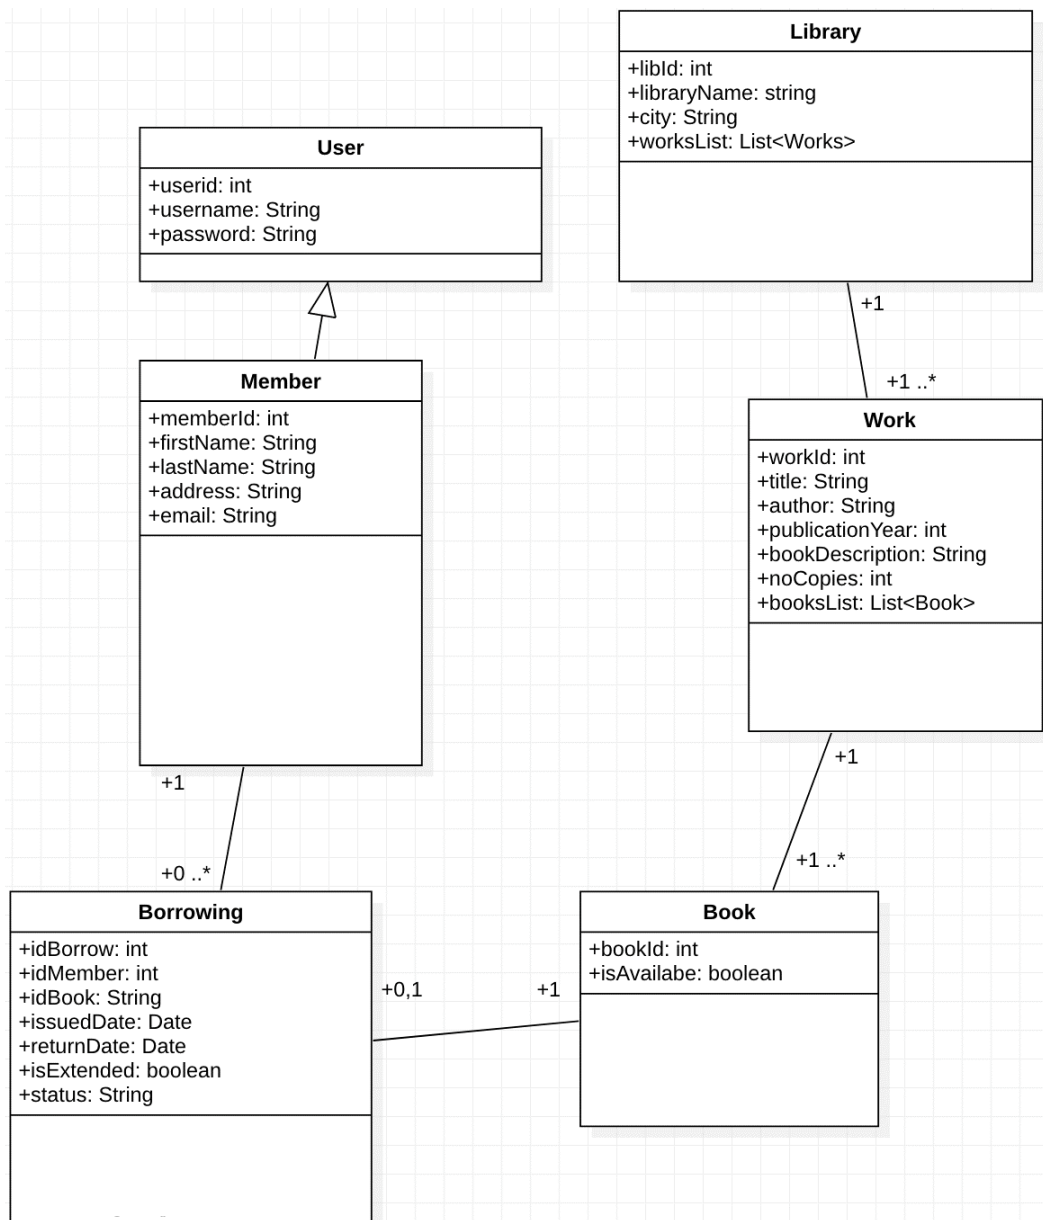 Library
+libId: int
+libraryName: string
+city: String
+worksList: List<Works>
User
+userid: int
+username: String
+password: String
+1
+1 ..*
Member
+memberId: int
+firstName: String
+lastName: String
+address: String
+email: String
Work
+workId: int
+title: String
+author: String
+publicationYear: int
+bookDescription: String
+noCopies: int
+booksList: List<Book>
+1
+0 ..*
+1
+1 ..*
Borrowing
+idBorrow: int
+idMember: int
+idBook: String
+issuedDate: Date
+returnDate: Date
+isExtended: boolean
+status: String
+0,1
+1
Book
+bookId: int
+isAvailabe: boolean